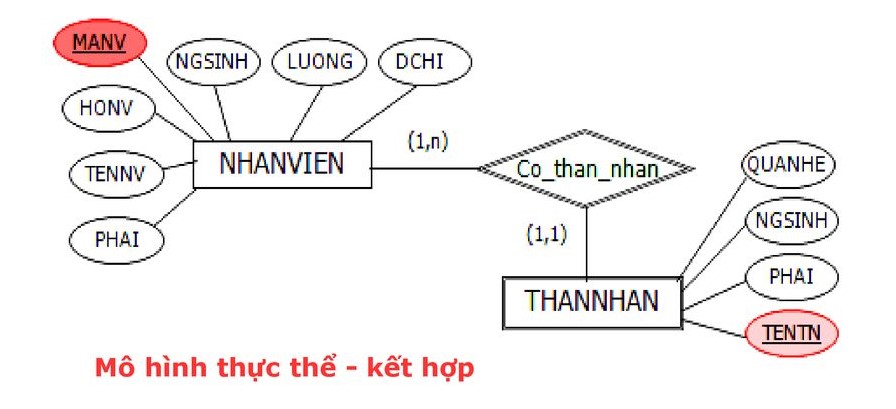 MANV
NGSINH
LUONG
DCHI
HONV
TENNV
PHAI
NHANVIEN
(1,n)
Co_than_nhan
(1,1)
THANNHAN
QUANHE
NGSINH
PHAI
TENTN
Mô hình thực thể - kết hợp